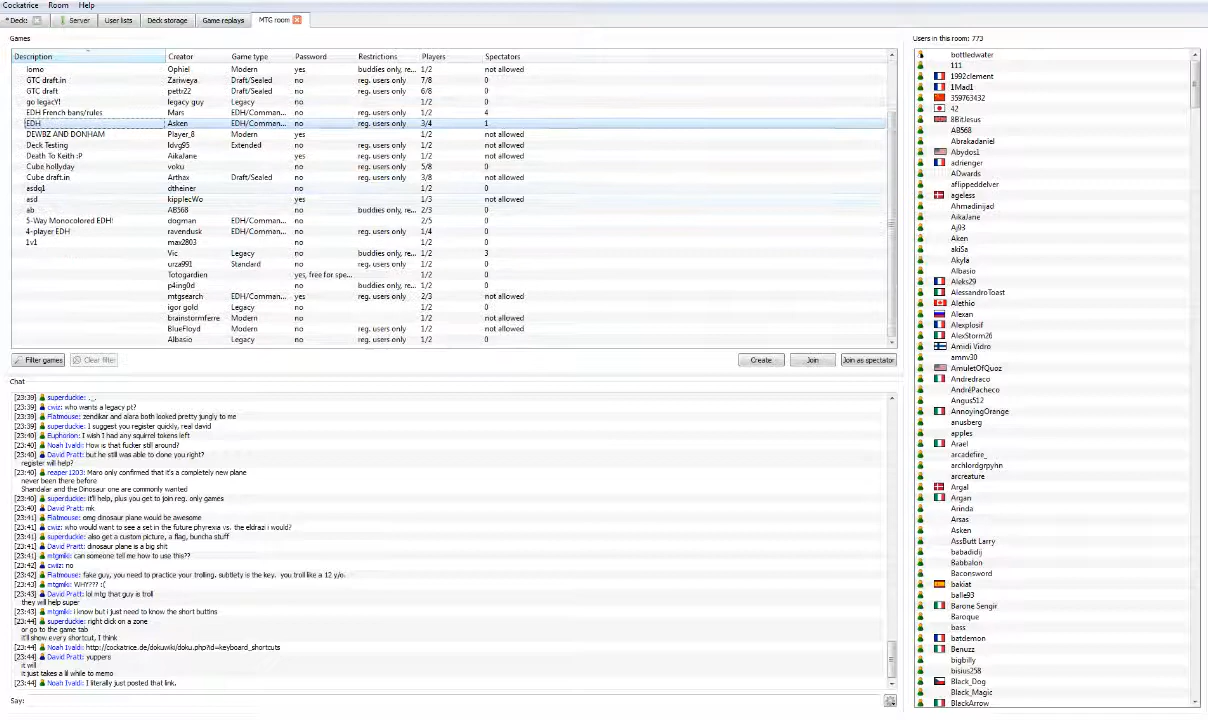 Cockatrice Room Help
*Deck: Server User lists Deck storage Game replays MTG room
Games
Description Creator Game type Password Restrictions Players Spectators
lomo Ophiel Modern yes buddies only, re... 1/2 not allowed
GTC draft.in Zariweya Draft/Sealed no reg. users only 7/8 0
GTC draft pettr22 Draft/Sealed no reg. users only 6/8 0
go legacY! legacy guy Legacy no 1/2 0
EDH French bans/rules Mars EDH/Comman... no reg. users only 1/2 4
EDH Asken EDH/Comman... no reg. users only 3/4 1
DEWBZ AND DONHAM Player_8 Modern yes 1/2 not allowed
Deck Testing ldvg95 Extended no reg. users only 1/2 not allowed
Death To Keith :P AikaIane yes 1/2 not allowed
Cube hollyday voku no reg. users only 5/8 0
Cube draft.in Arthax Draft/Sealed no reg. users only 3/8 not allowed
asdq1 dtheiner no 1/2 0
asd kipplecWo yes 1/3 not allowed
ab AB568 no buddies only, re... 2/3 0
5-Way Monocolored EDH! dogman EDH/Comman... no 2/5 0
4-player EDH ravendusk EDH/Comman... no reg. users only 1/4 0
1v1 max2803 no 1/2 0
Vic Legacy no buddies only, re... 1/2 3
urza991 Standard no reg. users only 1/2 0
Totogardien yes, free for spe... 1/2 0
p4ing0d no buddies only, re... 1/2 0
mtgsearch EDH/Comman... yes reg. users only 2/3 not allowed
igor gold Legacy no 1/2 0
brainstormferre Modern no 1/2 not allowed
BlueFloyd Modern no reg. users only 1/2 not allowed
Albasio Legacy no reg. users only 1/2 0
Filter games Clear filter Create Join Join as spectator
Chat
[23:39] superduckie: ._.
[23:39] cwiz: who wants a legacy pt?
[23:39] Flatmouse: zendikar and alara both looked pretty jungly to me
[23:39] superduckie: I suggest you register quickly, real david
[23:40] Euphorion: I wish I had any squirrel tokens left
[23:40] Noah Ivaldi: How is that fucker still around?
[23:40] David Pratt: but he still was able to clone you right?
register will help?
[23:40] reaper1203: Maro only confirmed that it's a completely new plane
never been there before
Shandalar and the Dinosaur one are commonly wanted
[23:40] superduckie: it'll help, plus you get to join reg. only games
[23:40] David Pratt: mk
[23:41] Flatmouse: omg dinosaur plane would be awesome
[23:41] cwiz: who would want to see a set in the future phyrexia vs. the eldrazi i would?
[23:41] superduckie: also get a custom picture, a flag, buncha stuff
[23:41] David Pratt: dinosaur plane is a big shit
[23:41] mtgmiki: can someone tell me how to use this??
[23:42] cwiz: no
[23:42] Flatmouse: fake guy, you need to practice your trolling. subtlety is the key. you troll like a 12 y/o.
[23:43] mtgmiki: WHY??? :(
[23:43] David Pratt: lol mtg that guy is troll
they will help super
[23:43] mtgmiki: i know but i just need to know the short buttins
[23:44] superduckie: right click on a zone
or go to the game tab
it'll show every shortcut, I think
[23:44] Noah Ivaldi: http://cockatrice.de/dokuwiki/doku.php?id=keyboard_shortcuts
[23:44] David Pratt: yuppers
it will
it just takes a lil while to memo
[23:44] Noah Ivaldi: I literally just posted that link.
Say:
Users in this room: 773
bottledwater
111
1992clement
1Mad1
359763432
42
8BitJesus
AB568
Abrakadaniel
Abydos1
adrienger
ADwards
aflippeddelver
ageless
Ahmadinijad
AikaJane
Aj93
Aken
aki5a
Akyla
Albasio
Aleks29
AlessandroToast
Alethio
Alexan
Alexplosif
AlexStorm26
Amidi Vidro
ammv30
AmuletOfQuoz
Andredraco
AndréPacheco
Angus512
AnnoyingOrange
anusberg
apples
Arael
arcadefire_
archlordgrpyhn
arcreature
Argal
Argan
Arinda
Arsas
Asken
AssButt Larry
babadidij
Babbalon
Baconsword
bakiat
balle93
Barone Sengir
Baroque
bass
batdemon
Benuzz
bigbilly
bisius258
Black_Dog
Black_Magic
BlackArrow